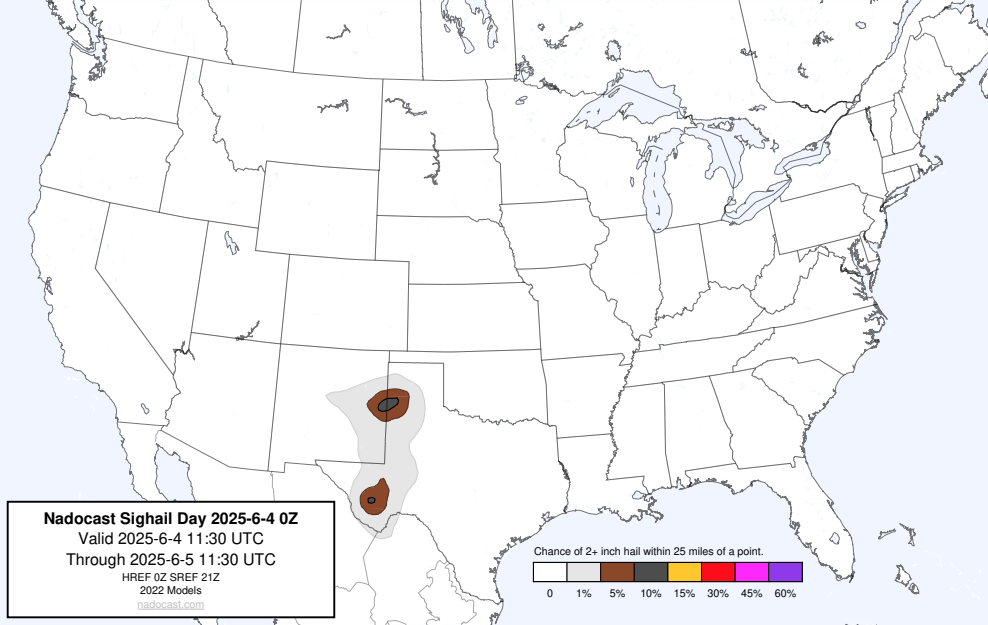 Nadocast Sighail Day 2025-6-4 0Z
Valid 2025-6-4 11:30 UTC
Through 2025-6-5 11:30 UTC
HREF 0Z SREF 21Z
2022 Models
nadocast.com
Chance of 2+ inch hail within 25 miles of a point.
0 1% 5% 10% 15% 30% 45% 60%